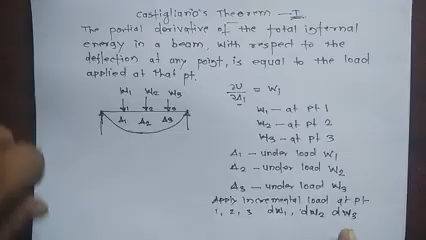 Castigliano's Theorem — I
The partial derivative of the total internal
energy in a beam, with respect to the
deflection at any point, is equal to the load
applied at that pt.
W1 W2 W3
1 2 3
Δ1 Δ2 Δ3
∂U/∂Δ1 = W1
W1 — at pt 1
W2 — at pt 2
W3 — at pt 3
Δ1 — under load W1
Δ2 — under load W2
Δ3 — under load W3
Apply incremental load at pt
1, 2, 3 dW1, dW2 dW3